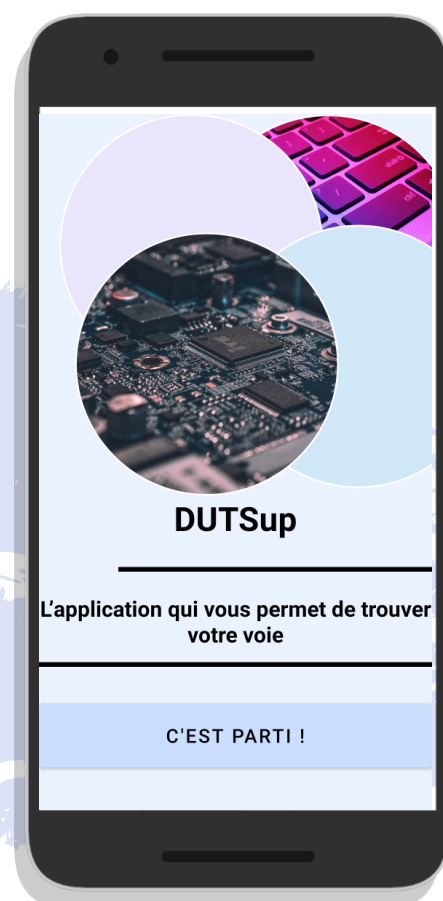 DUTSup
L’application qui vous permet de trouver
votre voie
C'EST PARTI !